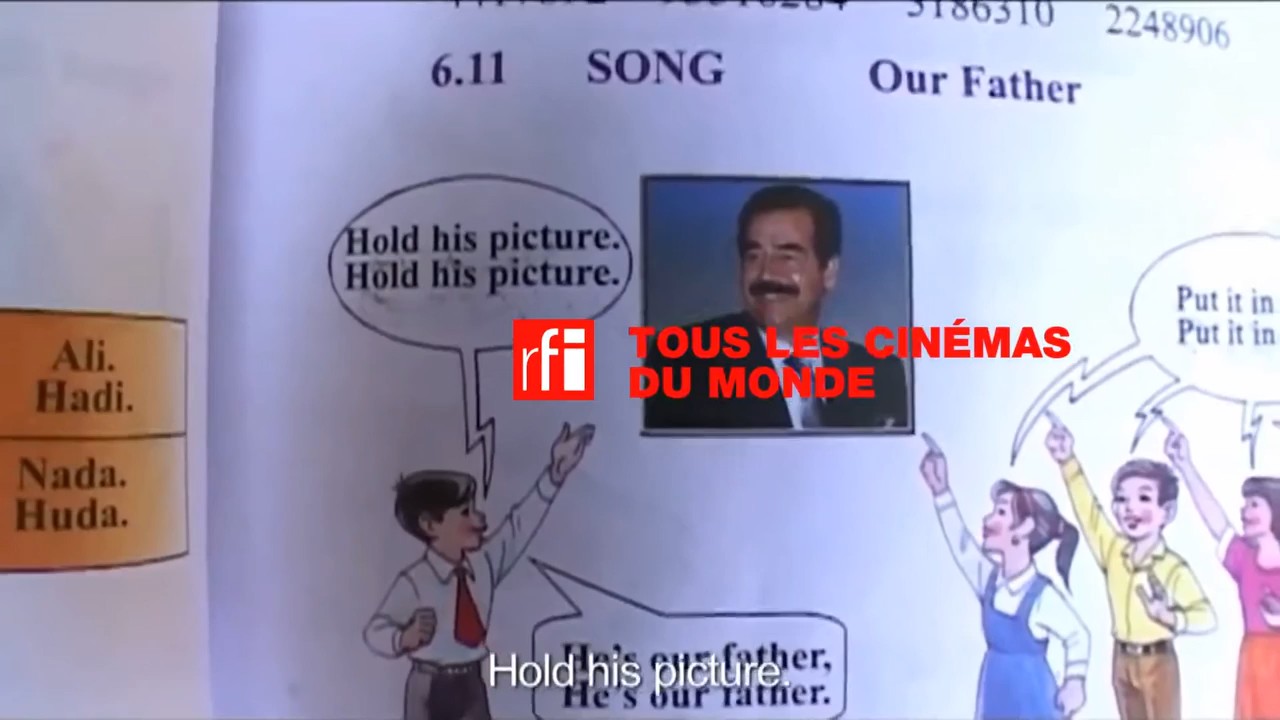 5186310 2248906
6.11 SONG Our Father
Hold his picture.
Hold his picture.
Put it in
Put it in
rfi TOUS LES CINÉMAS
DU MONDE
Ali.
Hadi.
Nada.
Huda.
He's our father,
He's our father.
Hold his picture.